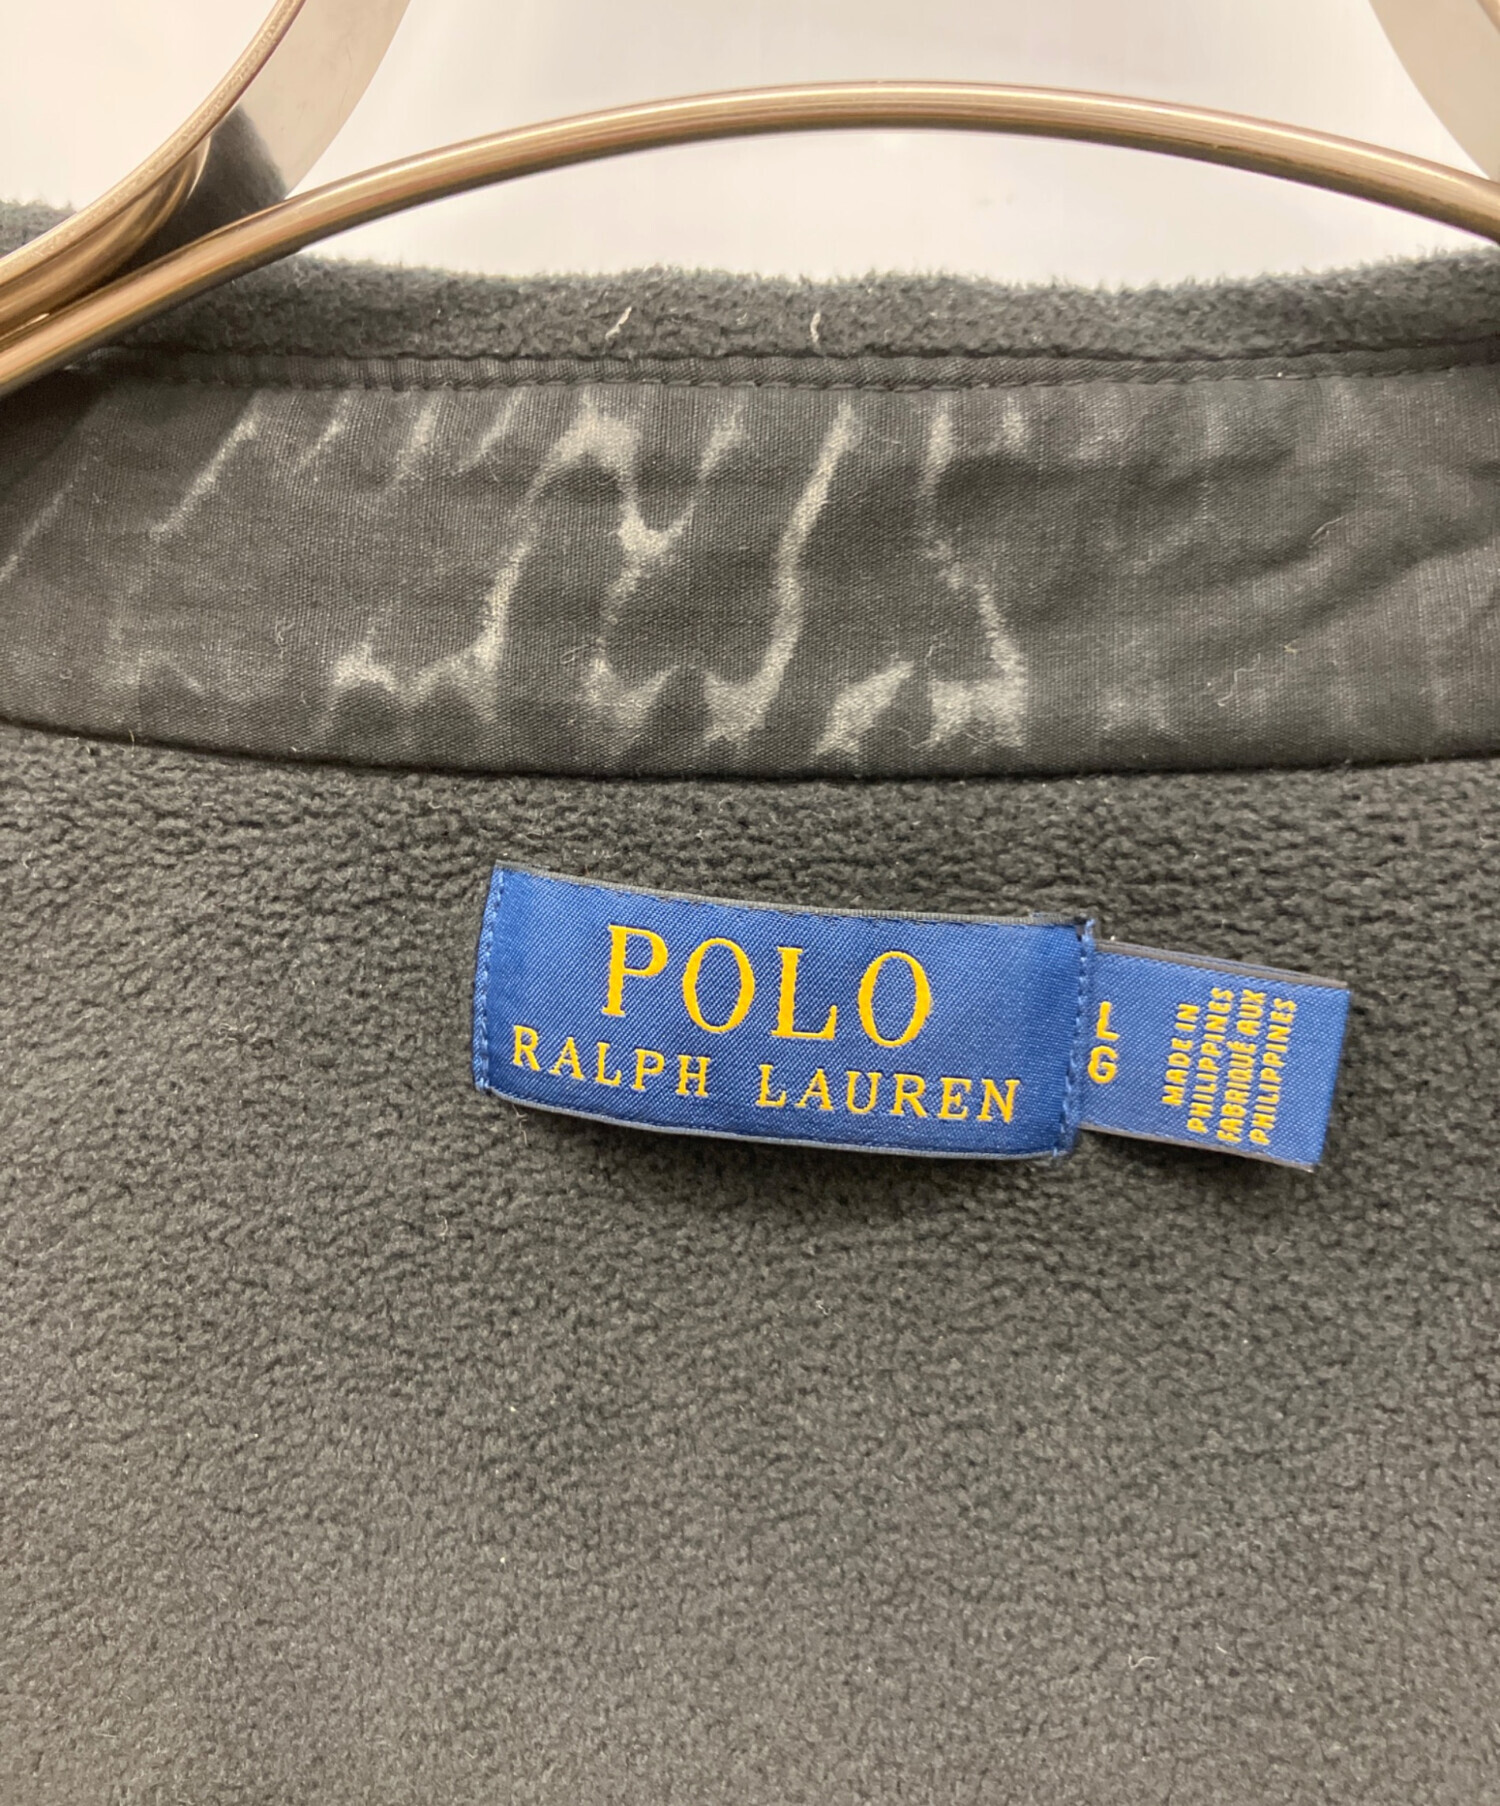 POLO
RALPH LAUREN
L
G
MADE IN
PHILIPPINES
FABRIQUÉ AUX
PHILIPPINES